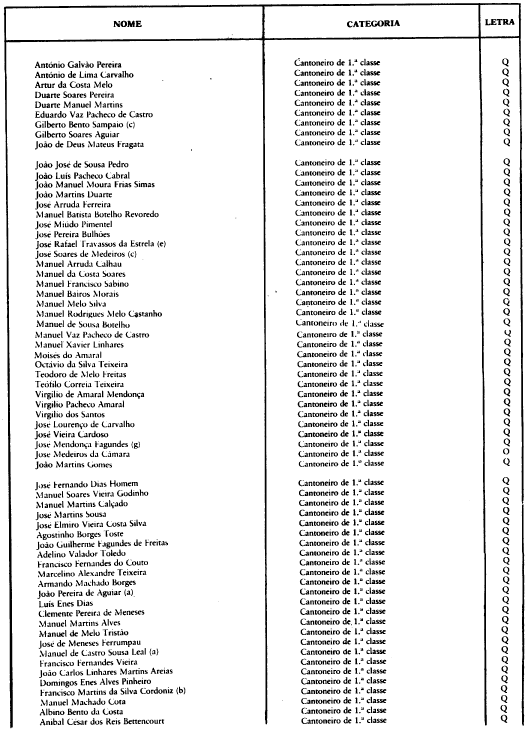 NOME CATEGORIA LETRA
António Galvão Pereira Cantoneiro de 1.ª classe Q
António de Lima Carvalho Cantoneiro de 1.ª classe Q
Artur da Costa Melo Cantoneiro de 1.ª classe Q
Duarte Soares Pereira Cantoneiro de 1.ª classe Q
Duarte Manuel Martins Cantoneiro de 1.ª classe Q
Eduardo Vaz Pacheco de Castro Cantoneiro de 1.ª classe Q
Gilberto Bento Sampaio (c) Cantoneiro de 1.ª classe Q
Gilberto Soares Aguiar Cantoneiro de 1.ª classe Q
João de Deus Mateus Fragata Cantoneiro de 1.ª classe Q
João José de Sousa Pedro Cantoneiro de 1.ª classe Q
João Luís Pacheco Cabral Cantoneiro de 1.ª classe Q
João Manuel Moura Frias Simas Cantoneiro de 1.ª classe Q
João Martins Duarte Cantoneiro de 1.ª classe Q
José Arruda Ferreira Cantoneiro de 1.ª classe Q
Manuel Batista Botelho Revoredo Cantoneiro de 1.ª classe Q
José Miúdo Pimentel Cantoneiro de 1.ª classe Q
José Pereira Bulhões Cantoneiro de 1.ª classe Q
José Rafael Travassos da Estrela (e) Cantoneiro de 1.ª classe Q
José Soares de Medeiros (c) Cantoneiro de 1.ª classe Q
Manuel Arruda Calhau Cantoneiro de 1.ª classe Q
Manuel da Costa Soares Cantoneiro de 1.ª classe Q
Manuel Francisco Sabino Cantoneiro de 1.ª classe Q
Manuel Bairos Morais Cantoneiro de 1.ª classe Q
Manuel Melo Silva Cantoneiro de 1.ª classe Q
Manuel Rodrigues Melo Castanho Cantoneiro de 1.ª classe Q
Manuel de Sousa Botelho Cantoneiro de 1.ª classe Q
Manuel Vaz Pacheco de Castro Cantoneiro de 1.ª classe Q
Manuel Xavier Linhares Cantoneiro de 1.ª classe Q
Moisés do Amaral Cantoneiro de 1.ª classe Q
Octávio da Silva Teixeira Cantoneiro de 1.ª classe Q
Teodoro de Melo Freitas Cantoneiro de 1.ª classe Q
Teófilo Correia Teixeira Cantoneiro de 1.ª classe Q
Virgílio de Amaral Mendonça Cantoneiro de 1.ª classe Q
Virgílio Pacheco Amaral Cantoneiro de 1.ª classe Q
Virgílio dos Santos Cantoneiro de 1.ª classe Q
José Lourenço de Carvalho Cantoneiro de 1.ª classe Q
João Vieira Cardoso Cantoneiro de 1.ª classe Q
José Mendonça Fagundes (g) Cantoneiro de 1.ª classe Q
José Medeiros da Câmara Cantoneiro de 1.ª classe O
João Martins Gomes Cantoneiro de 1.ª classe Q
José Fernando Dias Homem Cantoneiro de 1.ª classe Q
Manuel Soares Vieira Godinho Cantoneiro de 1.ª classe Q
Manuel Martins Calçado Cantoneiro de 1.ª classe Q
José Martins Sousa Cantoneiro de 1.ª classe Q
José Elmiro Vieira Costa Silva Cantoneiro de 1.ª classe Q
Agostinho Borges Toste Cantoneiro de 1.ª classe Q
João Guilherme Fagundes de Freitas Cantoneiro de 1.ª classe Q
Adelino Valador Toledo Cantoneiro de 1.ª classe Q
Francisco Fernandes do Couto Cantoneiro de 1.ª classe Q
Marcelino Alexandre Teixeira Cantoneiro de 1.ª classe Q
Armando Machado Borges Cantoneiro de 1.ª classe Q
João Pereira de Aguiar (a) Cantoneiro de 1.ª classe Q
Luís Enes Dias Cantoneiro de 1.ª classe Q
Clemente Pereira de Meneses Cantoneiro de 1.ª classe Q
Manuel Martins Alves Cantoneiro de 1.ª classe Q
Manuel de Melo Tristão Cantoneiro de 1.ª classe Q
José de Meneses Ferrumpau Cantoneiro de 1.ª classe Q
Manuel de Castro Sousa Leal (a) Cantoneiro de 1.ª classe Q
Francisco Fernandes Vieira Cantoneiro de 1.ª classe Q
João Carlos Linhares Martins Areias Cantoneiro de 1.ª classe Q
Domingos Enes Alves Pinheiro Cantoneiro de 1.ª classe Q
Francisco Martins da Silva Cordoniz (b) Cantoneiro de 1.ª classe Q
Manuel Machado Cota Cantoneiro de 1.ª classe Q
Albino Bento da Costa Cantoneiro de 1.ª classe Q
Aníbal César dos Reis Bettencourt Cantoneiro de 1.ª classe Q